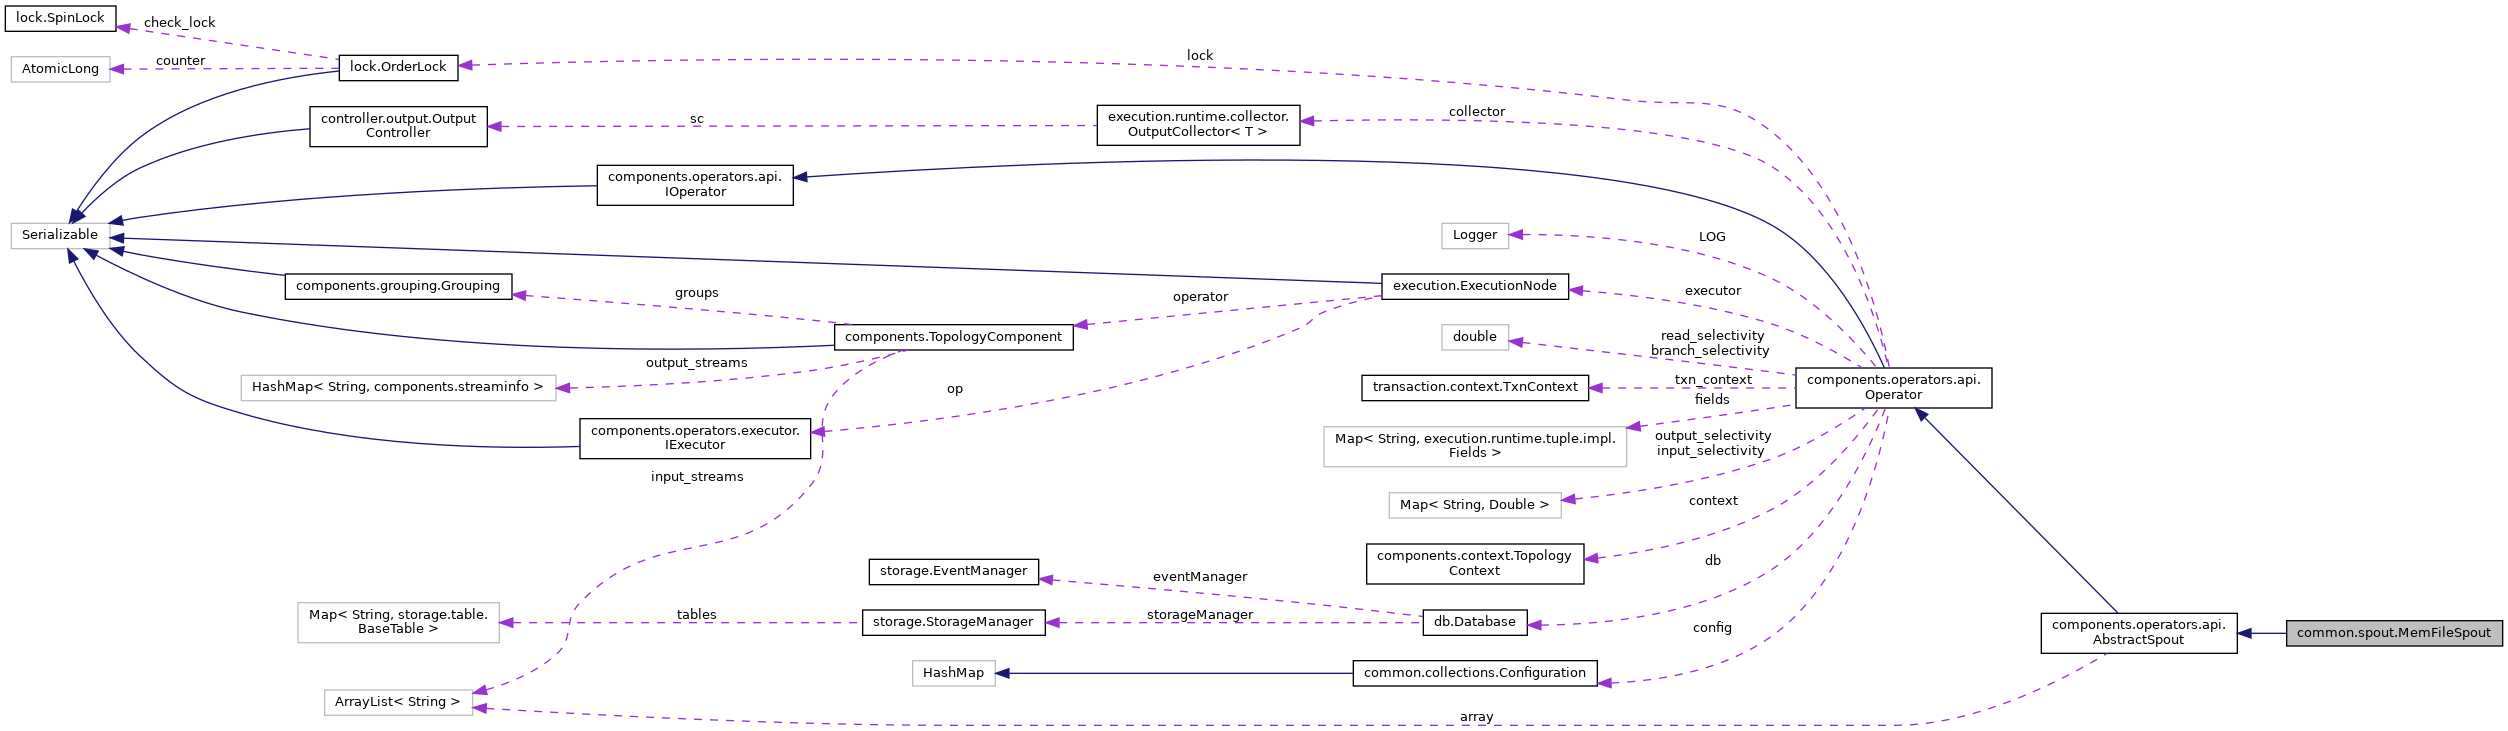 lock.SpinLock
check_lock
AtomicLong
counter
lock.OrderLock
lock
controller.output.Output
Controller
sc
execution.runtime.collector.
OutputCollector< T >
collector
components.operators.api.
IOperator
Serializable
Logger
LOG
components.grouping.Grouping
groups
operator
execution.ExecutionNode
executor
components.TopologyComponent
double
read_selectivity
branch_selectivity
output_streams
HashMap< String, components.streaminfo >
op
transaction.context.TxnContext
txn_context
components.operators.api.
Operator
fields
components.operators.executor.
IExecutor
Map< String, execution.runtime.tuple.impl.
Fields >
output_selectivity
input_selectivity
input_streams
Map< String, Double >
context
components.context.Topology
Context
db
storage.EventManager
eventManager
Map< String, storage.table.
BaseTable >
tables
storage.StorageManager
storageManager
db.Database
config
components.operators.api.
AbstractSpout
common.spout.MemFileSpout
HashMap
common.collections.Configuration
ArrayList< String >
array